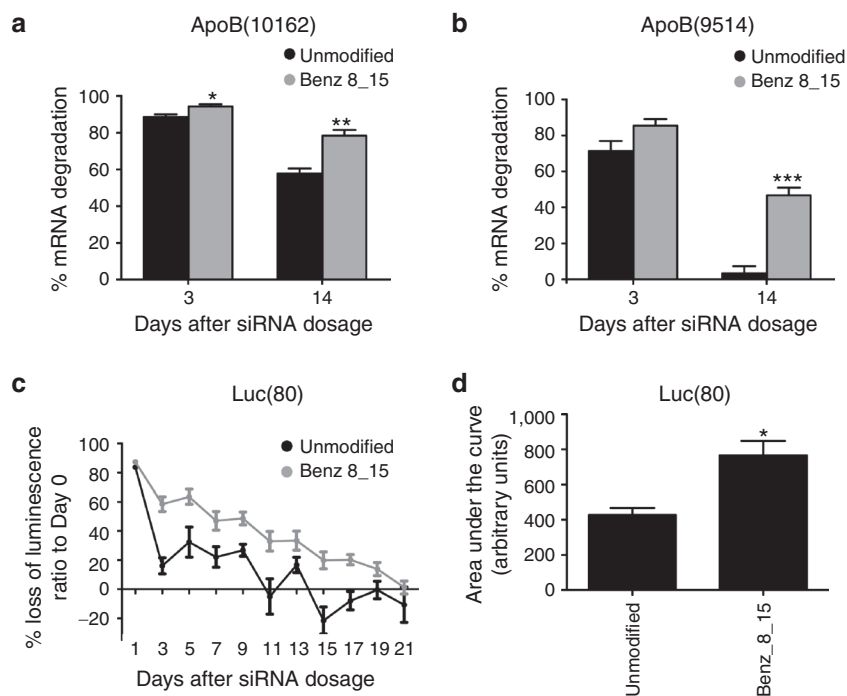 a
ApoB(10162)
Unmodified
Benz 8_15
% mRNA degradation
100
80
60
40
20
0
*
**
3
14
Days after siRNA dosage
b
ApoB(9514)
Unmodified
Benz 8_15
% mRNA degradation
100
80
60
40
20
0
***
3
14
Days after siRNA dosage
c
Luc(80)
Unmodified
Benz 8_15
% loss of luminescence
ratio to Day 0
100
80
60
40
20
0
−20
1 3 5 7 9 11 13 15 17 19 21
Days after siRNA dosage
d
Luc(80)
Area under the curve
(arbitrary units)
1,000
800
600
400
200
0
*
Unmodified
Benz_8_15